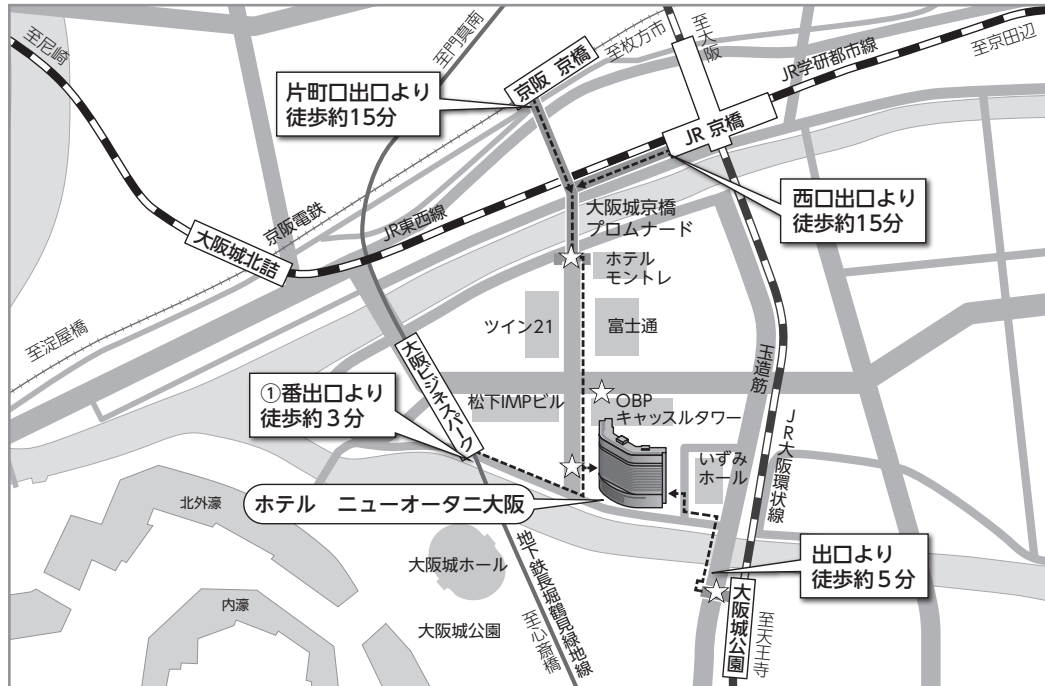 至尼崎
至門真南
京阪 京橋
至枚方市
至大阪
JR学研都市線
至京田辺
片町口出口より
徒歩約15分
JR 京橋
西口出口より
徒歩約15分
大阪城京橋
プロムナード
京阪電鉄
JR東西線
大阪城北詰
ホテル
モントレ
至淀屋橋
ツイン21
富士通
大阪ビジネスパーク
玉造筋
①番出口より
徒歩約3分
松下IMPビル
OBP
キャッスルタワー
JR大阪環状線
いずみ
ホール
北外濠
ホテル ニューオータニ大阪
大阪城ホール
地下鉄長堀鶴見緑地線
出口より
徒歩約5分
内濠
大阪城公園
至心斎橋
大阪城公園
至天王寺